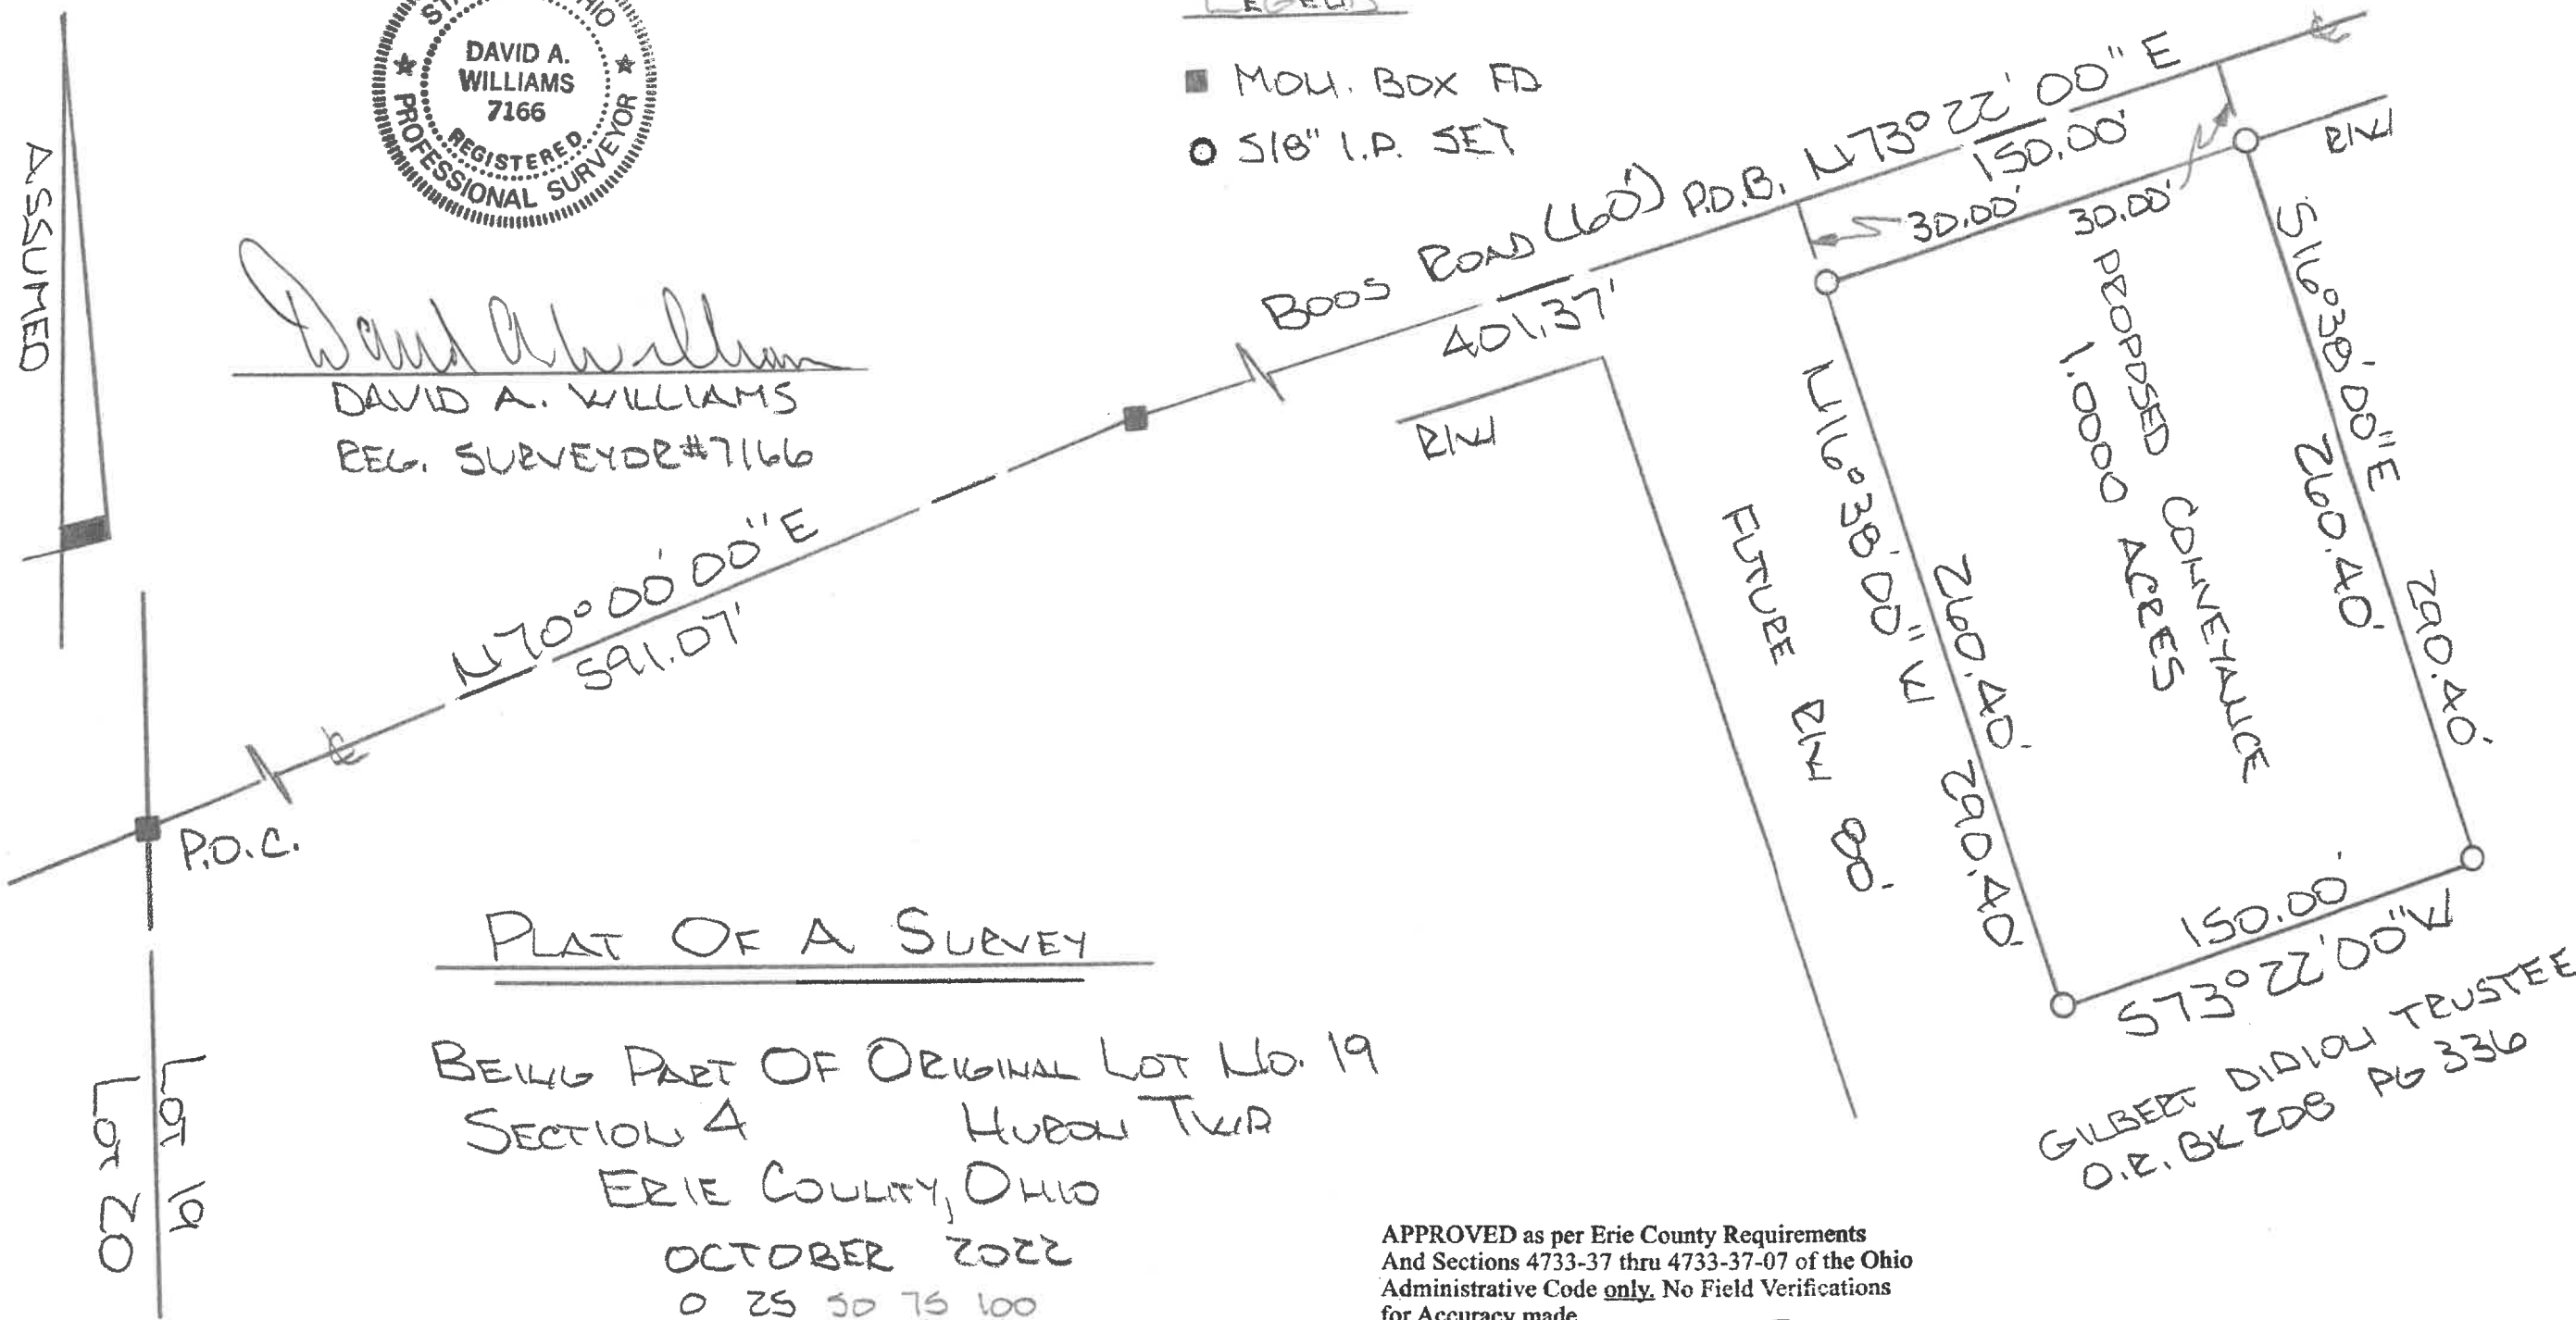 DAVID A.
WILLIAMS
7166
REGISTERED
PROFESSIONAL SURVEYOR
ASSUMED
DAVID A. WILLIAMS
REG. SURVEYOR #7166
LEGEND
MON. BOX FD
5/8" I.P. SET
N73°22'00"E
150.00'
R/W
P.O.B.
BOOS ROAD (60')
401.37'
30.00'
30.00'
R/W
S16°38'00"E
260.40'
290.40'
PROPOSED CONVEYANCE
1.0000 ACRES
N16°38'00"W
260.40'
290.40'
FUTURE R/W 80'
N70°00'00"E
591.07'
P.O.C.
150.00'
S73°22'00"W
GILBERT DIDION TRUSTEE
O.R. BK 208 PG 336
LOT 19
LOT 20
PLAT OF A SURVEY
BEING PART OF ORIGINAL LOT NO. 19
SECTION 4 HURON TWP
ERIE COUNTY, OHIO
OCTOBER 2022
0 25 50 75 100
APPROVED as per Erie County Requirements
And Sections 4733-37 thru 4733-37-07 of the Ohio
Administrative Code only. No Field Verifications
for Accuracy made